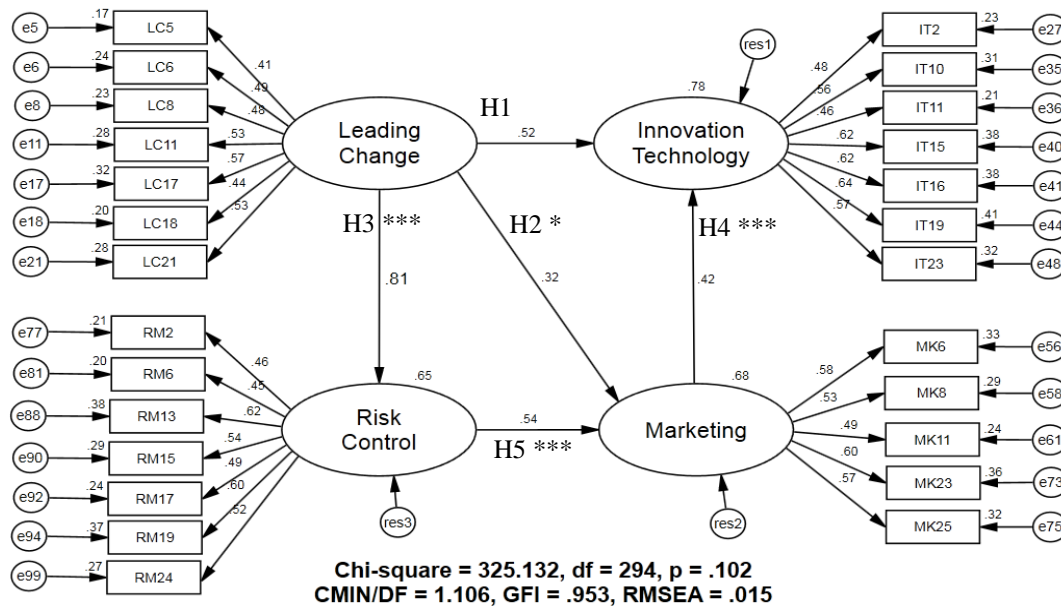 e5 .17 LC5 .41
e6 .24 LC6 .49
e8 .23 LC8 .48
e11 .28 LC11 .53
e17 .32 LC17 .57
e18 .20 LC18 .44
e21 .28 LC21 .53
Leading
Change
H1
.52
res1
.78
Innovation
Technology
.48 IT2 .23 e27
.56 IT10 .31 e35
.46 IT11 .21 e36
.62 IT15 .38 e40
.62 IT16 .38 e41
.64 IT19 .41 e44
.57 IT23 .32 e48
H3 ***
.81
H2 *
.32
H4 ***
.42
e77 .21 RM2 .46
e81 .20 RM6 .45
e88 .38 RM13 .62
e90 .29 RM15 .54
e92 .24 RM17 .49
e94 .37 RM19 .60
e99 .27 RM24 .52
.65
Risk
Control
res3
.54
H5 ***
.68
Marketing
res2
.58 MK6 .33 e56
.53 MK8 .29 e58
.49 MK11 .24 e61
.60 MK23 .36 e73
.57 MK25 .32 e75
Chi-square = 325.132, df = 294, p = .102
CMIN/DF = 1.106, GFI = .953, RMSEA = .015